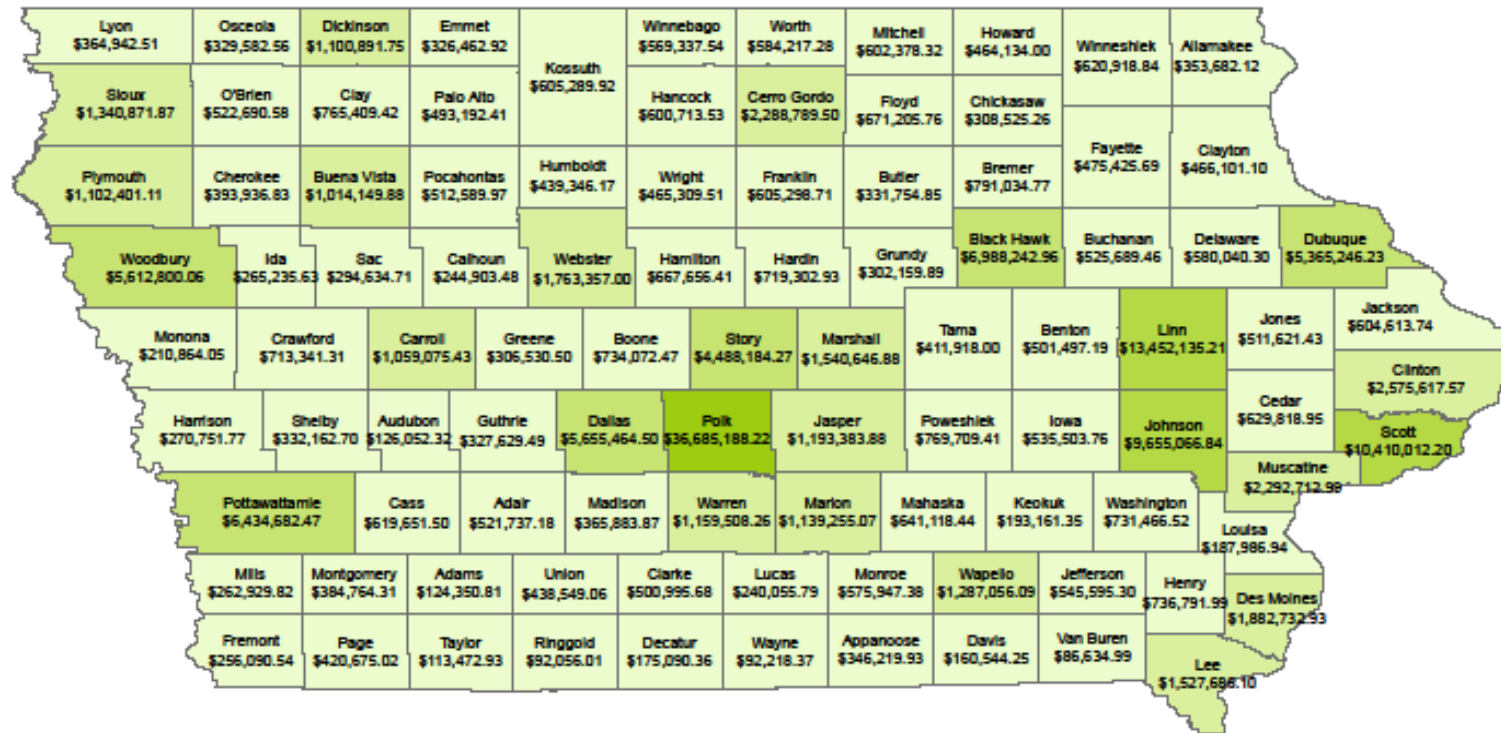 Lyon
$364,942.51
Osceola
$329,582.56
Dickinson
$1,100,891.75
Emmet
$326,462.92
Kossuth
$605,289.92
Winnebago
$569,337.54
Worth
$584,217.28
Mitchell
$602,378.32
Howard
$464,134.00
Winneshiek
$620,918.84
Allamakee
$353,682.12
Sioux
$1,340,871.87
O'Brien
$522,690.58
Clay
$765,409.42
Palo Alto
$493,192.41
Hancock
$600,713.53
Cerro Gordo
$2,288,789.50
Floyd
$671,205.76
Chickasaw
$308,525.26
Fayette
$475,425.69
Clayton
$466,101.10
Plymouth
$1,102,401.11
Cherokee
$393,936.83
Buena Vista
$1,014,149.88
Pocahontas
$512,589.97
Humboldt
$439,346.17
Wright
$465,309.51
Franklin
$605,298.71
Butler
$331,754.85
Bremer
$791,034.77
Woodbury
$5,612,800.06
Ida
$265,235.63
Sac
$294,634.71
Calhoun
$244,903.48
Webster
$1,763,357.00
Hamilton
$667,656.41
Hardin
$719,302.93
Grundy
$302,159.89
Black Hawk
$6,988,242.96
Buchanan
$525,689.46
Delaware
$580,040.30
Dubuque
$5,365,246.23
Monona
$210,864.05
Crawford
$713,341.31
Carroll
$1,059,075.43
Greene
$306,530.50
Boone
$734,072.47
Story
$4,488,184.27
Marshall
$1,540,646.88
Tama
$411,918.00
Benton
$501,497.19
Linn
$13,452,135.21
Jones
$511,621.43
Jackson
$604,613.74
Clinton
$2,575,617.57
Harrison
$270,751.77
Shelby
$332,162.70
Audubon
$126,052.32
Guthrie
$327,629.49
Dallas
$5,655,464.50
Polk
$36,685,188.22
Jasper
$1,193,383.88
Poweshiek
$769,709.41
Iowa
$535,503.76
Johnson
$9,655,066.84
Cedar
$629,818.95
Scott
$10,410,012.20
Muscatine
$2,292,712.99
Pottawattamie
$6,434,682.47
Cass
$619,651.50
Adair
$521,737.18
Madison
$365,883.87
Warren
$1,159,508.26
Marion
$1,139,255.07
Mahaska
$641,118.44
Keokuk
$193,161.35
Washington
$731,466.52
Louisa
$187,986.94
Mills
$262,929.82
Montgomery
$384,764.31
Adams
$124,350.81
Union
$438,549.06
Clarke
$500,995.68
Lucas
$240,055.79
Monroe
$575,947.38
Wapello
$1,287,056.09
Jefferson
$545,595.30
Henry
$736,791.99
Des Moines
$1,882,732.93
Fremont
$256,090.54
Page
$420,675.02
Taylor
$113,472.93
Ringgold
$92,056.01
Decatur
$175,090.36
Wayne
$92,218.37
Appanoose
$346,219.93
Davis
$160,544.25
Van Buren
$86,634.99
Lee
$1,527,686.10